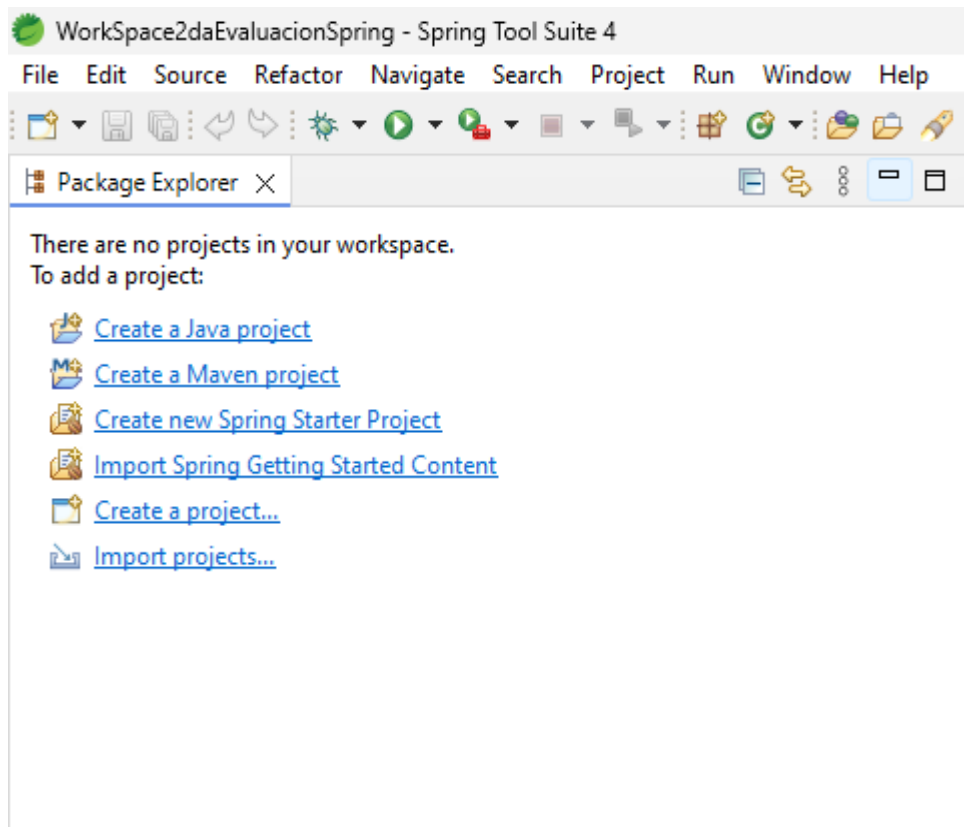 WorkSpace2daEvaluacionSpring - Spring Tool Suite 4
File Edit Source Refactor Navigate Search Project Run Window Help
Package Explorer
There are no projects in your workspace.
To add a project:
Create a Java project
Create a Maven project
Create new Spring Starter Project
Import Spring Getting Started Content
Create a project...
Import projects...